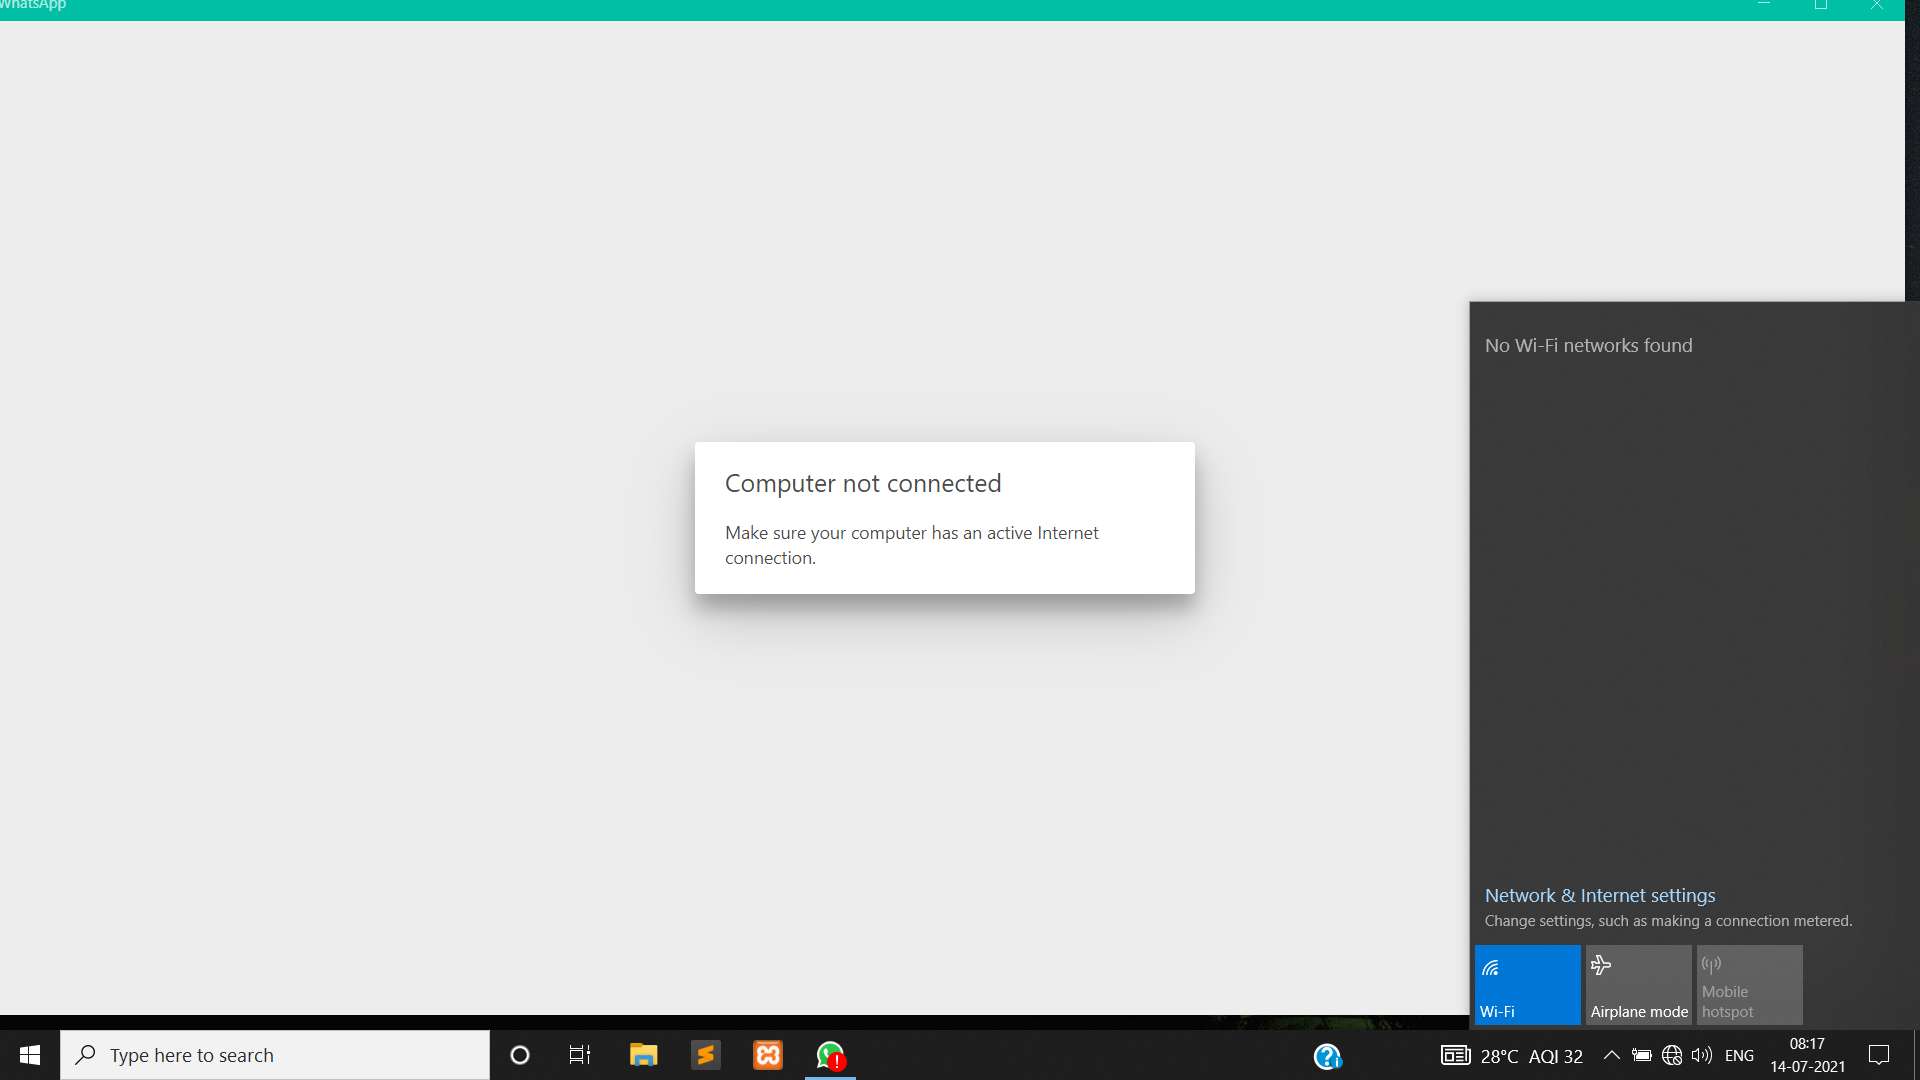 WhatsApp
No Wi-Fi networks found
Computer not connected
Make sure your computer has an active Internet
connection.
Network & Internet settings
Change settings, such as making a connection metered.
Wi-Fi
Airplane mode
Mobile
hotspot
Type here to search
28°C AQI 32
ENG
08:17
14-07-2021